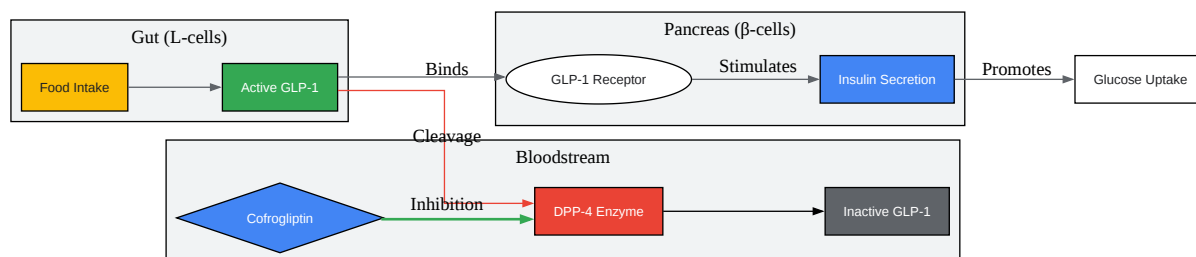 Gut (L-cells)
Food Intake
Active GLP-1
Binds
Pancreas (β-cells)
GLP-1 Receptor
Stimulates
Insulin Secretion
Promotes
Glucose Uptake
Cleavage
Bloodstream
Cofrogliptin
Inhibition
DPP-4 Enzyme
Inactive GLP-1